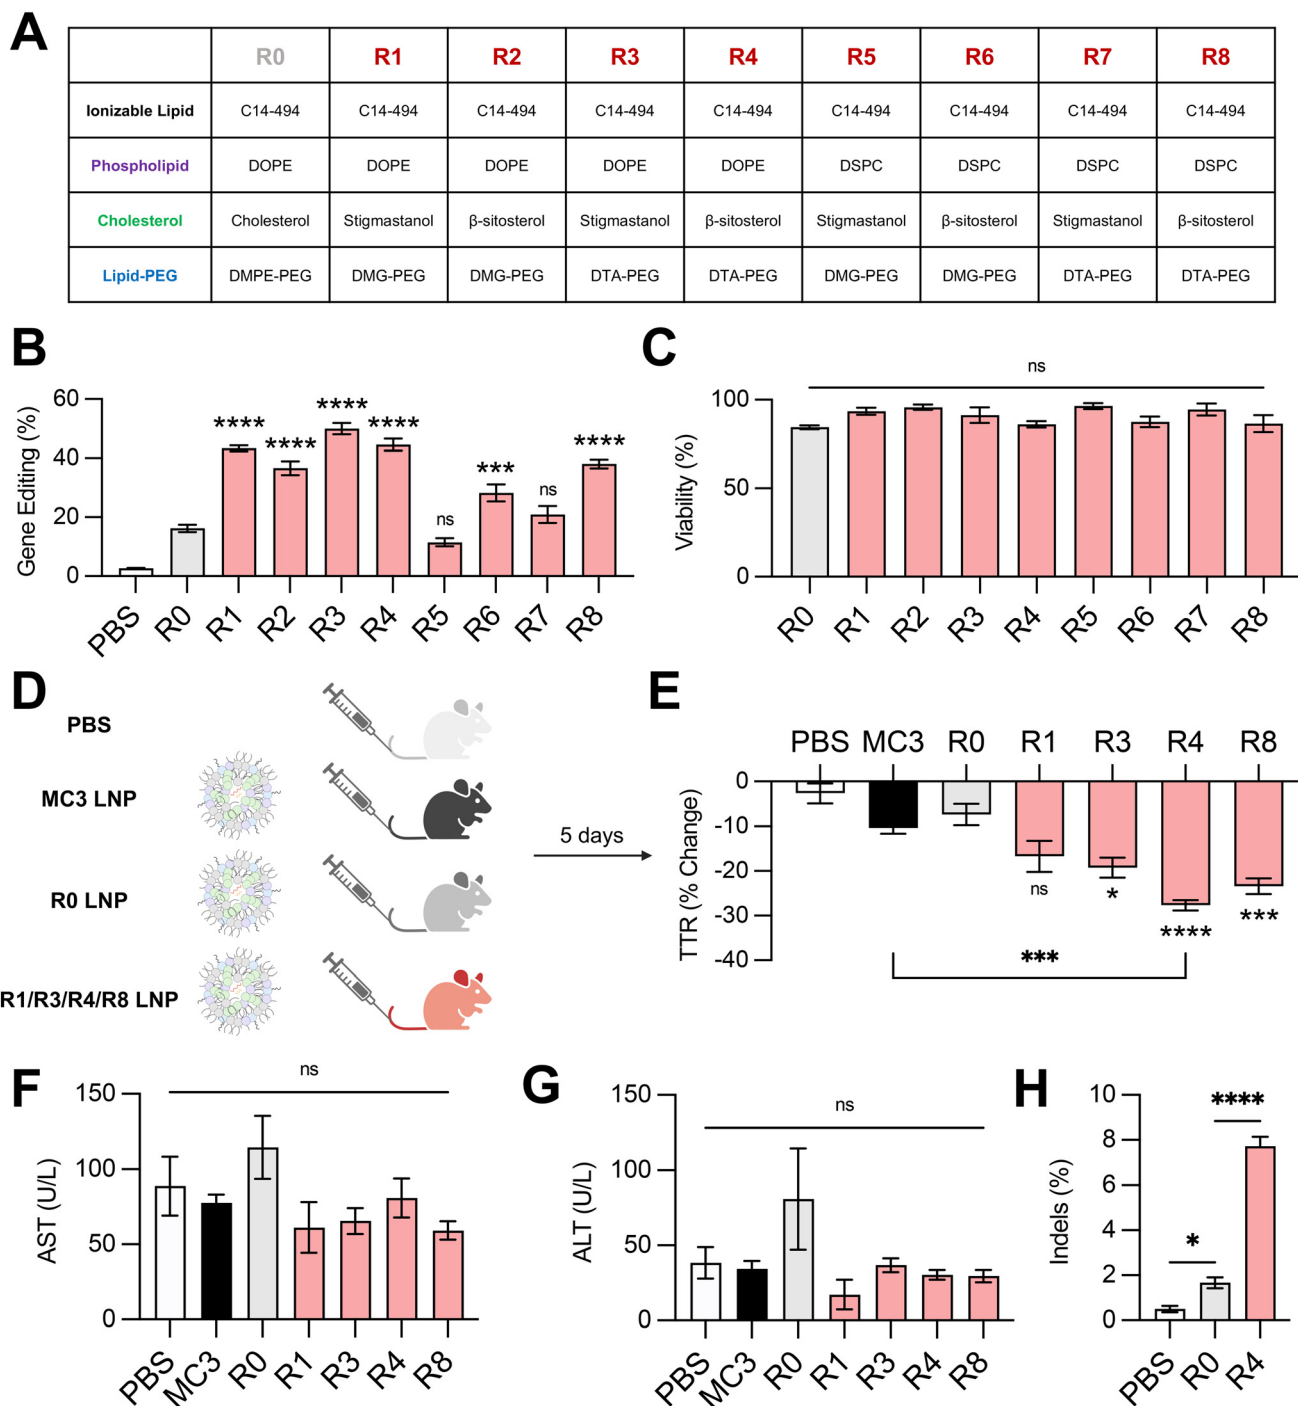 A
R0 R1 R2 R3 R4 R5 R6 R7 R8
Ionizable Lipid C14-494 C14-494 C14-494 C14-494 C14-494 C14-494 C14-494 C14-494 C14-494
Phospholipid DOPE DOPE DOPE DOPE DOPE DSPC DSPC DSPC DSPC
Cholesterol Cholesterol Stigmastanol β-sitosterol Stigmastanol β-sitosterol Stigmastanol β-sitosterol Stigmastanol β-sitosterol
Lipid-PEG DMPE-PEG DMG-PEG DMG-PEG DTA-PEG DTA-PEG DMG-PEG DMG-PEG DTA-PEG DTA-PEG
B
Gene Editing (%)
60
40
20
0
**** **** **** **** ns *** ns ****
PBS R0 R1 R2 R3 R4 R5 R6 R7 R8
C
Viability (%)
100
50
0
ns
R0 R1 R2 R3 R4 R5 R6 R7 R8
D
PBS
MC3 LNP
R0 LNP
R1/R3/R4/R8 LNP
5 days
E
PBS MC3 R0 R1 R3 R4 R8
TTR (% Change)
0
-10
-20
-30
-40
ns * **** ***
***
F
AST (U/L)
150
100
50
0
ns
PBS MC3 R0 R1 R3 R4 R8
G
ALT (U/L)
150
100
50
0
ns
PBS MC3 R0 R1 R3 R4 R8
H
Indels (%)
10
8
6
4
2
0
* ****
PBS R0 R4